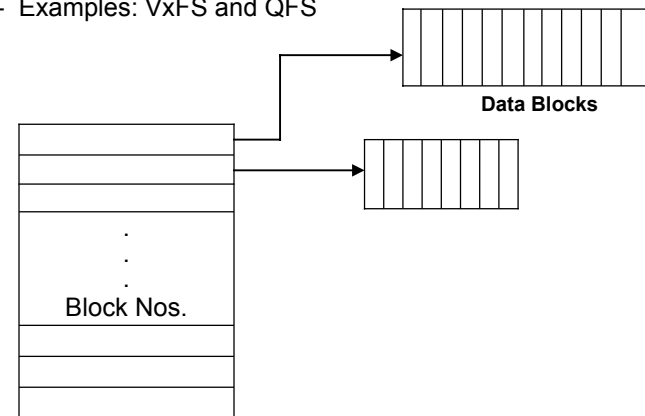 - Examples: VxFS and QFS
Data Blocks
.
.
.
Block Nos.